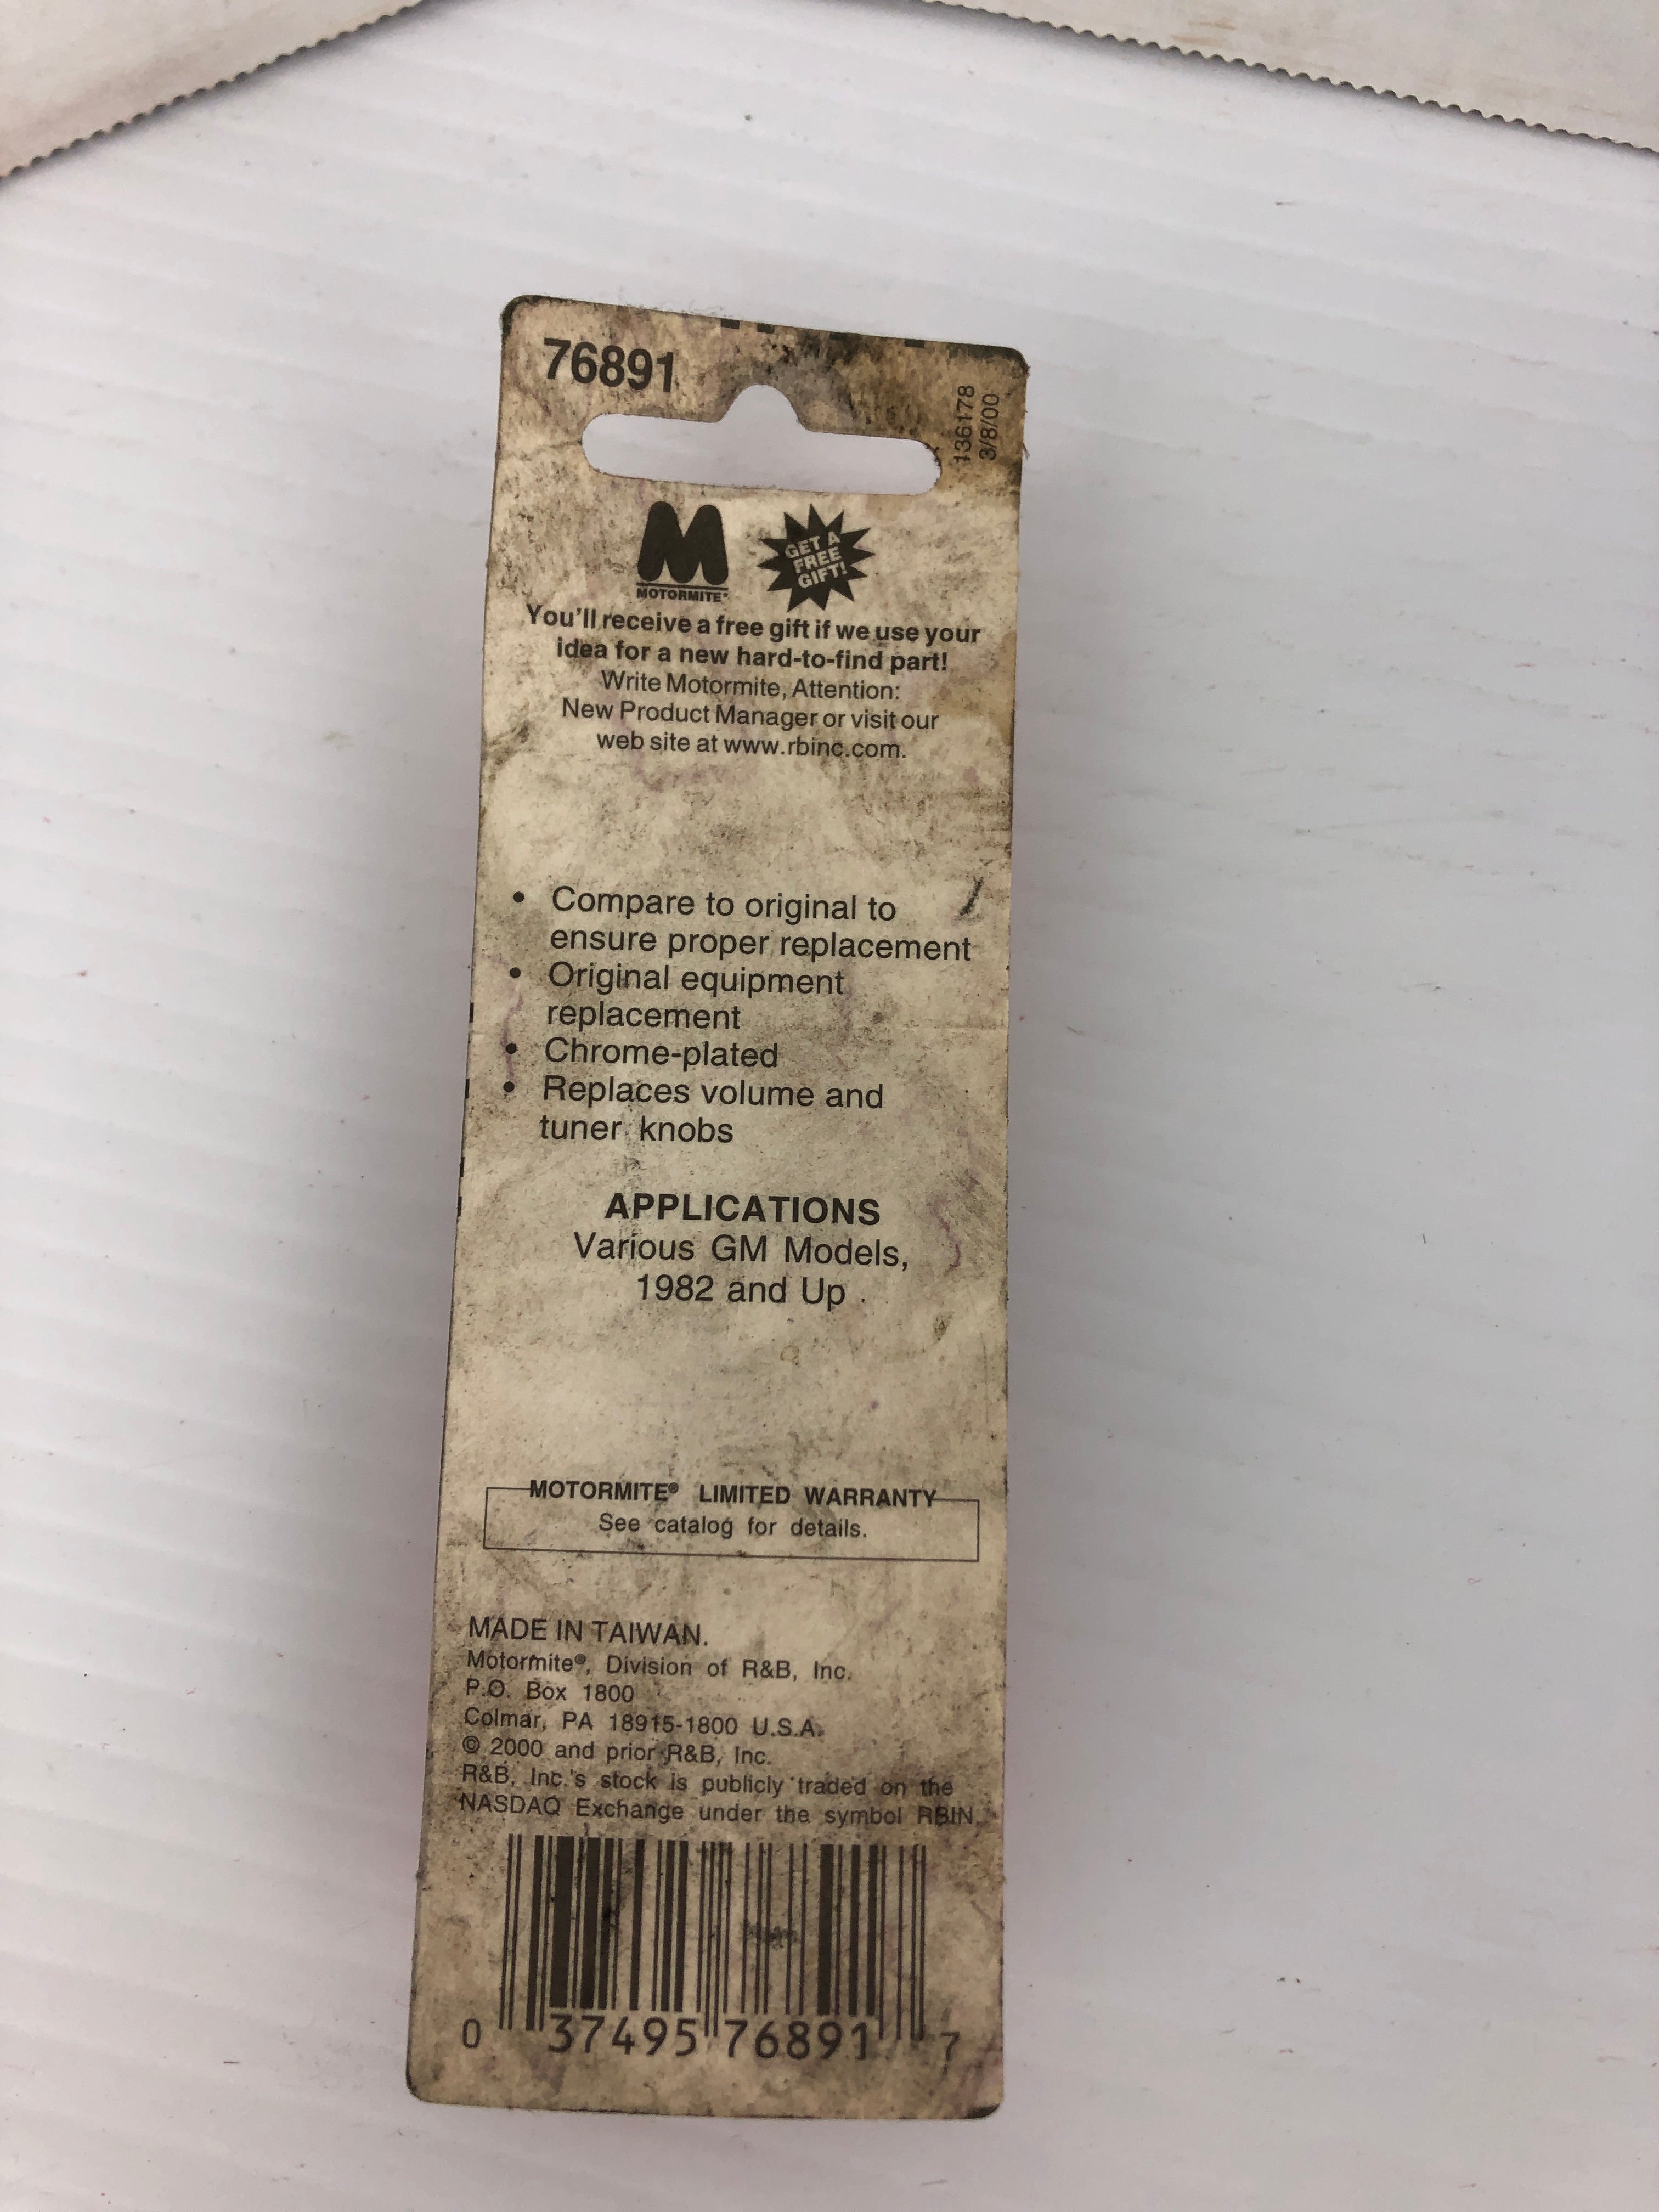 76891
136178
3/8/00
M
MOTORMITE®
GET A
FREE
GIFT!
You'll receive a free gift if we use your
idea for a new hard-to-find part!
Write Motormite, Attention:
New Product Manager or visit our
web site at www.rbinc.com.
• Compare to original to
ensure proper replacement
• Original equipment
replacement
• Chrome-plated
• Replaces volume and
tuner knobs
APPLICATIONS
Various GM Models,
1982 and Up
MOTORMITE® LIMITED WARRANTY
See catalog for details.
MADE IN TAIWAN.
Motormite®, Division of R&B, Inc.
P.O. Box 1800
Colmar, PA 18915-1800 U.S.A.
© 2000 and prior R&B, Inc.
R&B, Inc.'s stock is publicly traded on the
NASDAQ Exchange under the symbol RBIN.
0 37495 76891 7